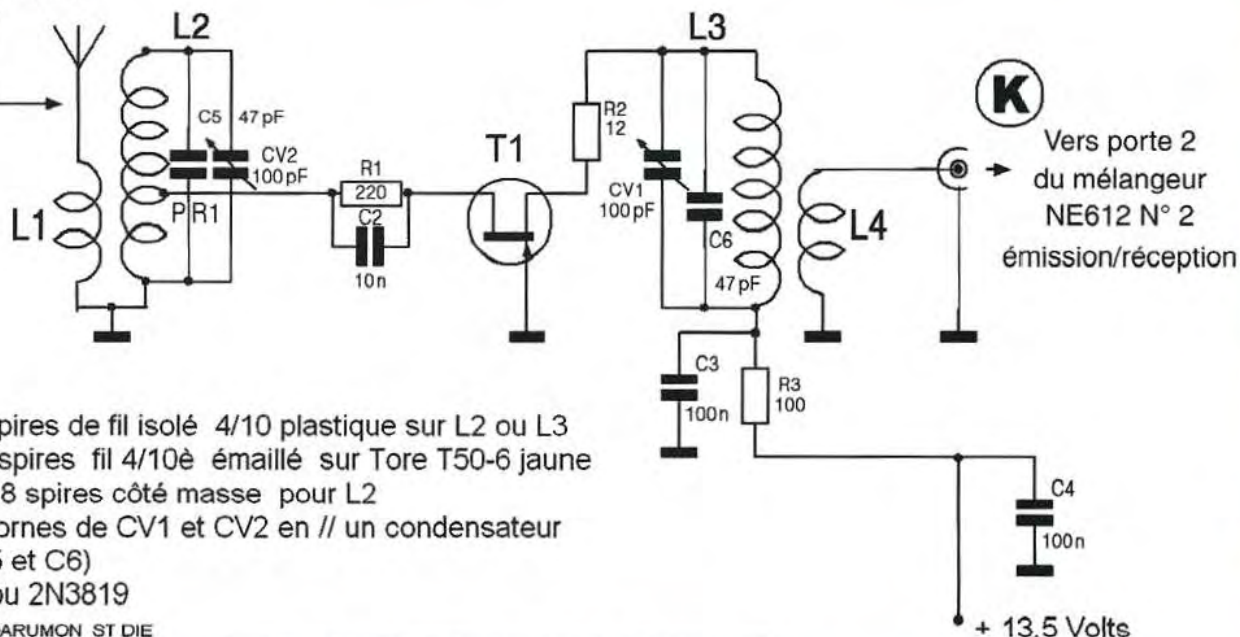 L2
L3
C5 47 pF
CV2
100 pF
R1
220
C2
10 n
P R1
L1
T1
R2
12
CV1
100 pF
C6
47 pF
L4
K
Vers porte 2
du mélangeur
NE612 N° 2
émission/réception
C3
100n
R3
100
C4
100n
+ 13.5 Volts
pires de fil isolé 4/10 plastique sur L2 ou L3
spires fil 4/10è émaillé sur Tore T50-6 jaune
8 spires côté masse pour L2
ornes de CV1 et CV2 en // un condensateur
et C6)
ou 2N3819
ARUMON ST DIE